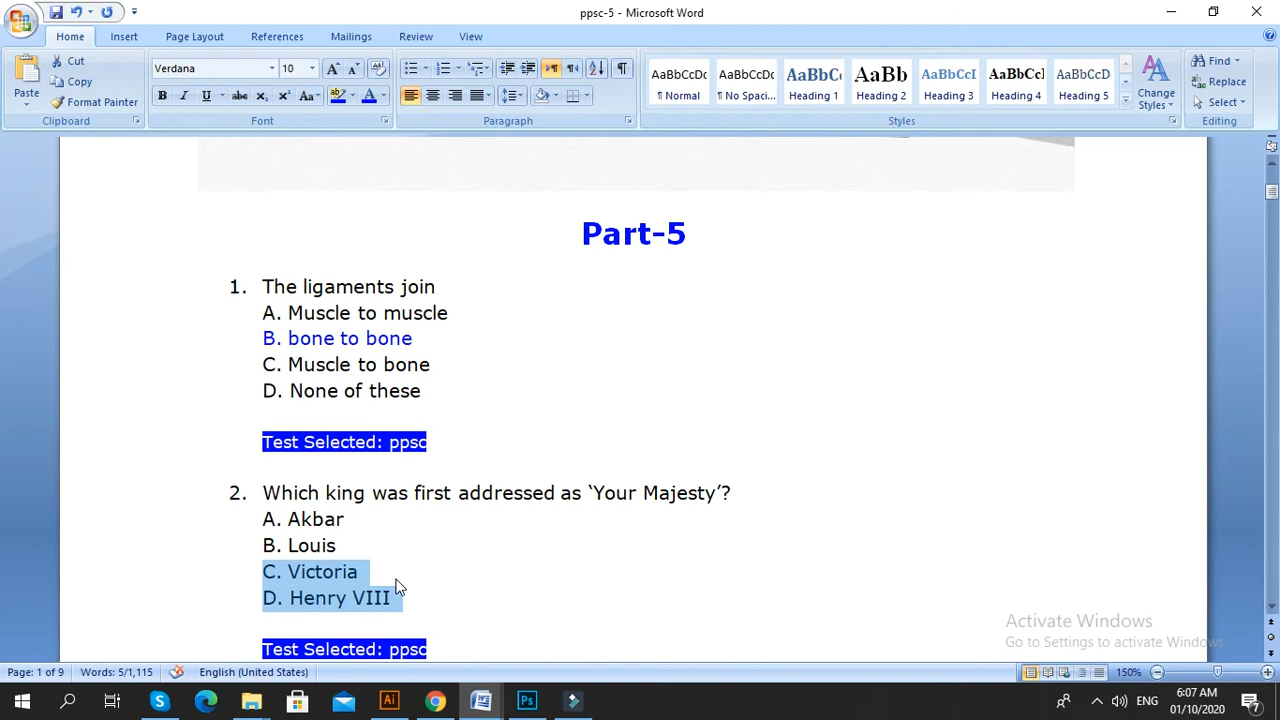 ppsc-5 - Microsoft Word
Home Insert Page Layout References Mailings Review View
Paste Cut Copy Format Painter Clipboard
Verdana 10 Font
Paragraph
AaBbCcDc AaBbCcDc AaBbC AaBb AaBbCcI AaBbCcI AaBbCcD
¶ Normal ¶ No Spaci... Heading 1 Heading 2 Heading 3 Heading 4 Heading 5
Change Styles Styles
Find Replace Select Editing
Part-5
1. The ligaments join
A. Muscle to muscle
B. bone to bone
C. Muscle to bone
D. None of these
Test Selected: ppsc
2. Which king was first addressed as ‘Your Majesty’?
A. Akbar
B. Louis
C. Victoria
D. Henry VIII
Test Selected: ppsc
Activate Windows
Go to Settings to activate Windows.
Page: 1 of 9 Words: 5/1,115 English (United States) 150%
ENG 6:07 AM
01/10/2020 7